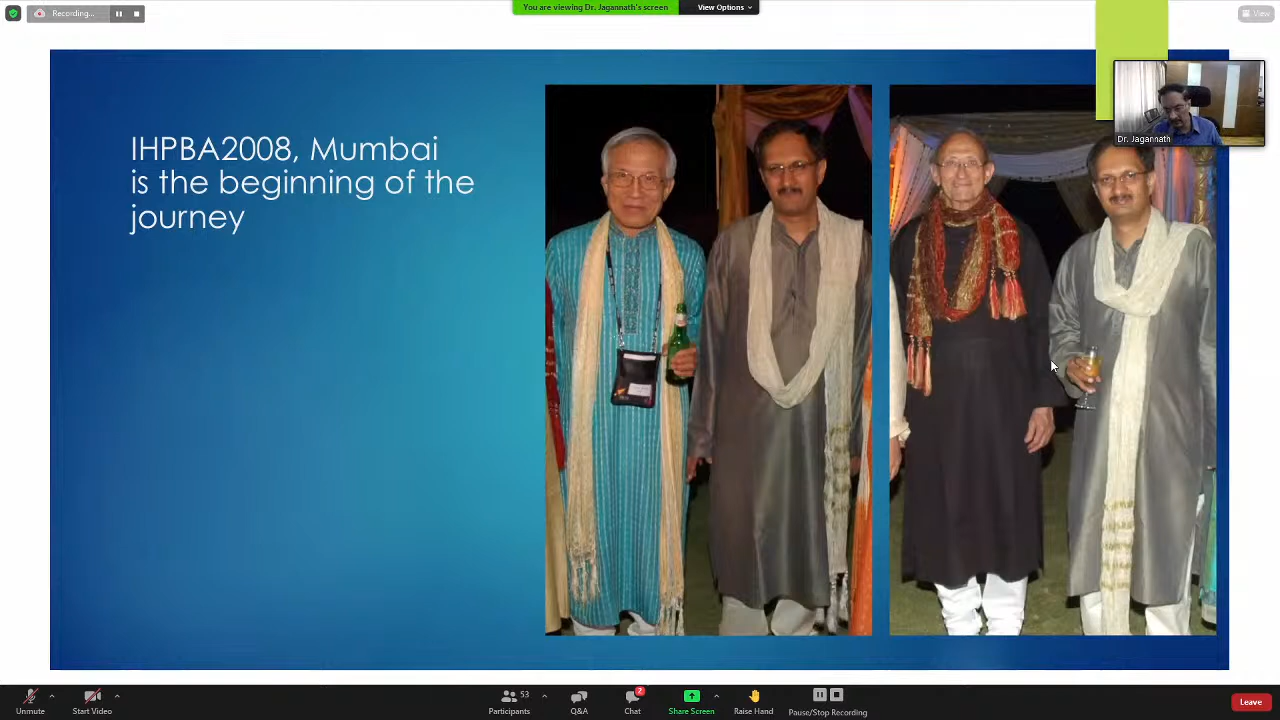 Recording...
You are viewing Dr. Jagannath's screen
View Options
View
Dr. Jagannath
IHPBA2008, Mumbai
is the beginning of the
journey
Unmute
Start Video
53
Participants
Q&A
2
Chat
Share Screen
Raise Hand
Pause/Stop Recording
Leave